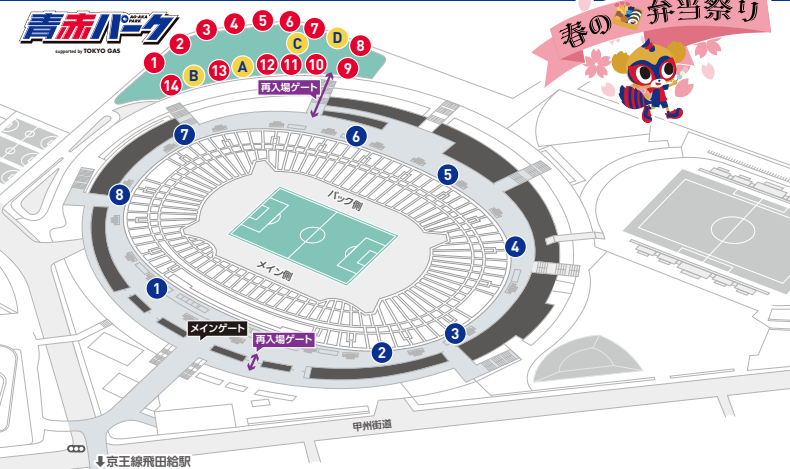 青赤パーク
AO-AKA PARK
supported by TOKYO GAS
春の弁当祭り
1
2
3
4
5
6
7
8
C
D
14
B
13
A
12
11
10
9
再入場ゲート
7
6
5
8
バック側
4
メイン側
1
メインゲート
再入場ゲート
3
2
甲州街道
↓京王線飛田給駅